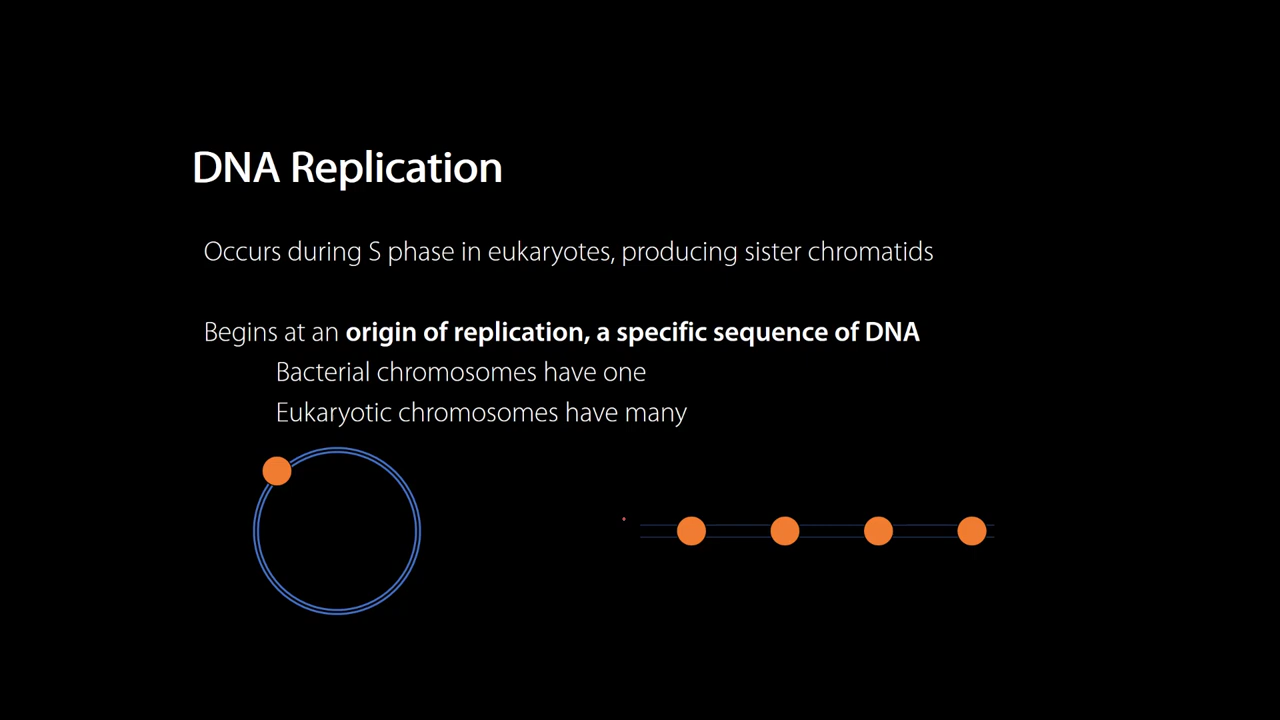 DNA Replication
Occurs during S phase in eukaryotes, producing sister chromatids
Begins at an origin of replication, a specific sequence of DNA
Bacterial chromosomes have one
Eukaryotic chromosomes have many